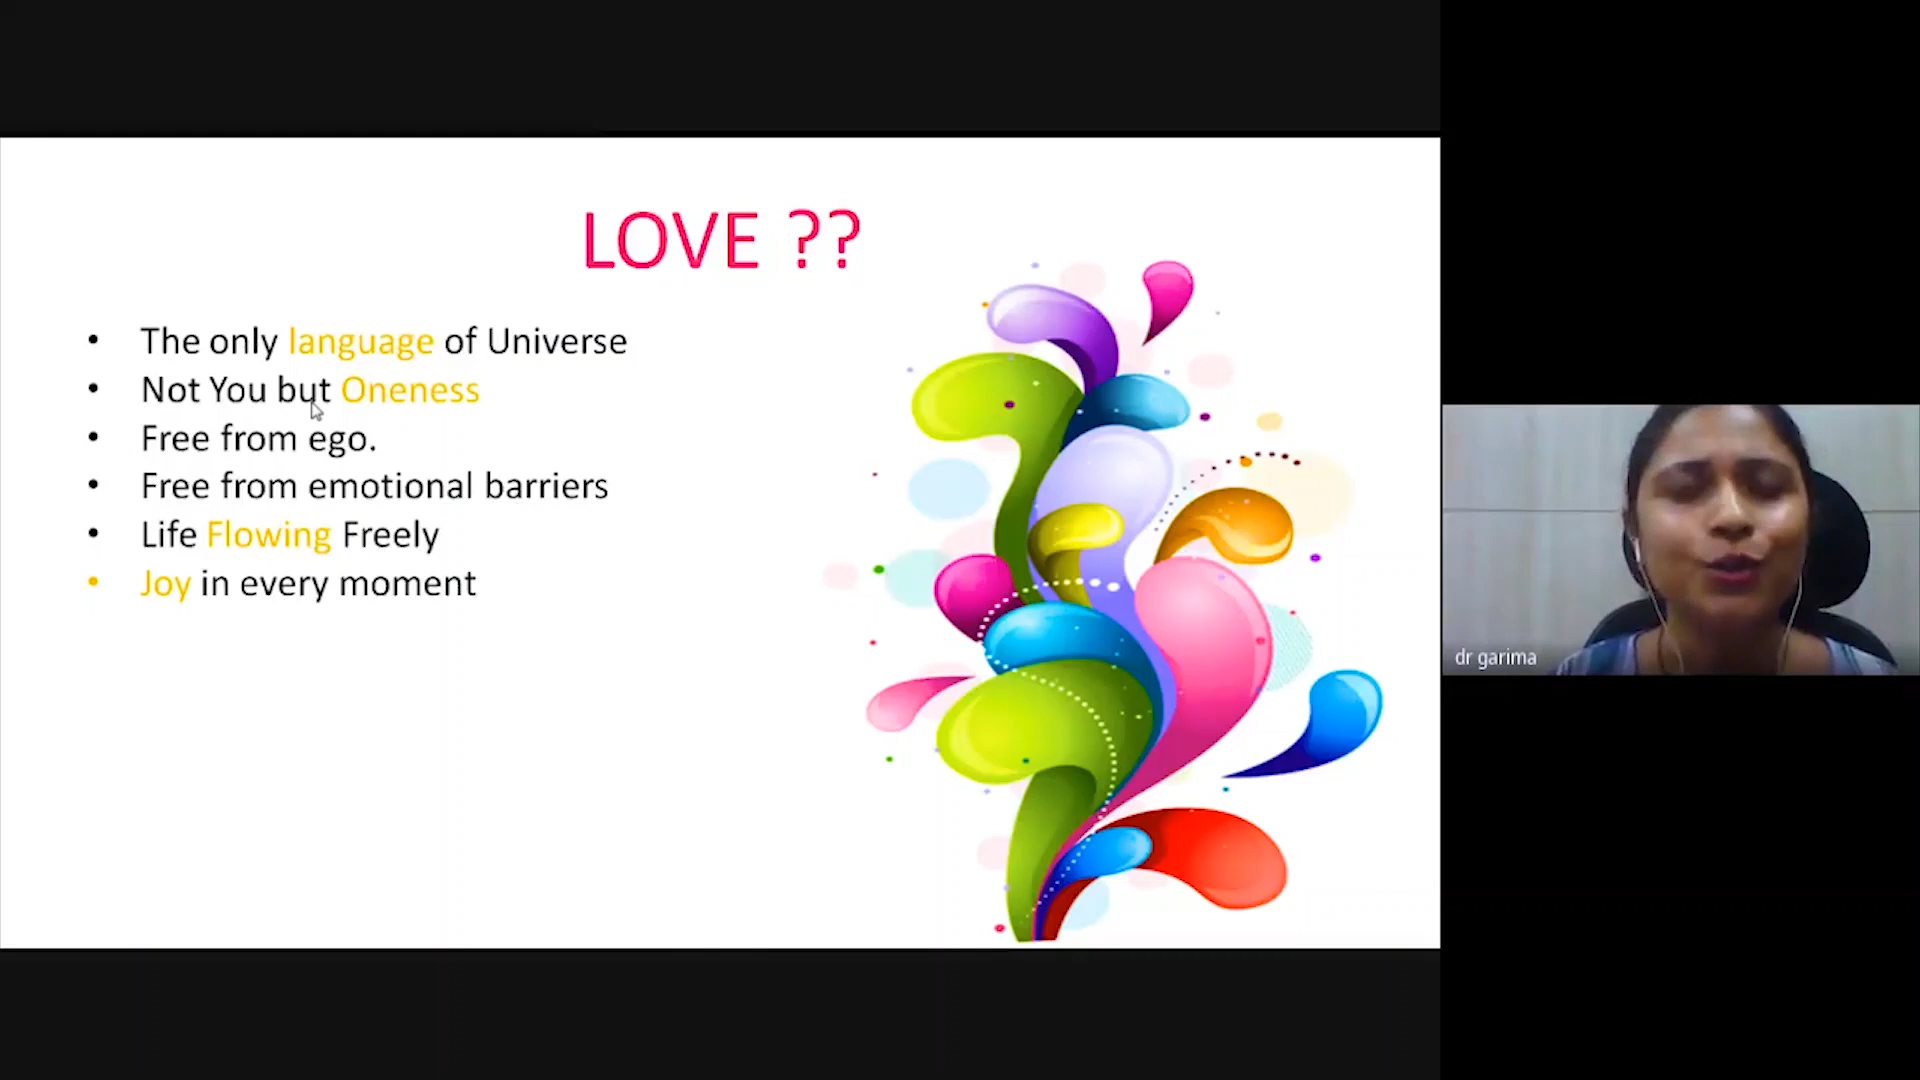 LOVE ??
• The only language of Universe
• Not You but Oneness
• Free from ego.
• Free from emotional barriers
• Life Flowing Freely
• Joy in every moment
dr garima